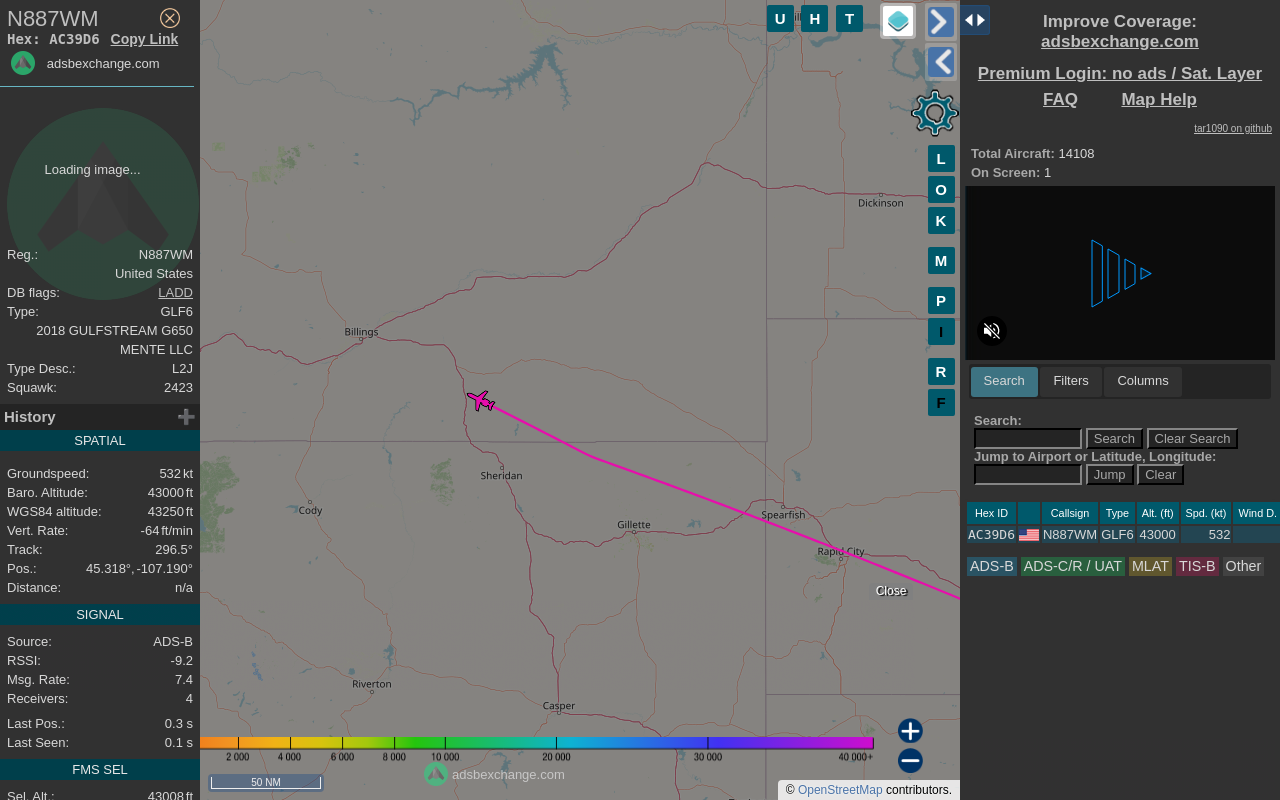 N887WM
Hex: AC39D6 Copy Link
adsbexchange.com
Loading image...
Reg.: N887WM
United States
DB flags: LADD
Type: GLF6
2018 GULFSTREAM G650
MENTE LLC
Type Desc.: L2J
Squawk: 2423
History
SPATIAL
Groundspeed: 532 kt
Baro. Altitude: 43000 ft
WGS84 altitude: 43250 ft
Vert. Rate: -64 ft/min
Track: 296.5°
Pos.: 45.318°, -107.190°
Distance: n/a
SIGNAL
Source: ADS-B
RSSI: -9.2
Msg. Rate: 7.4
Receivers: 4
Last Pos.: 0.3 s
Last Seen: 0.1 s
FMS SEL
Sel. Alt.: 43008 ft
U H T
L
O
K
M
P
I
R
F
Dickinson
Billings
Sheridan
Cody
Gillette
Spearfish
Rapid City
Close
Riverton
Casper
2 000 4 000 6 000 8 000 10 000 20 000 30 000 40 000+
adsbexchange.com
50 NM
© OpenStreetMap contributors.
Improve Coverage:
adsbexchange.com
Premium Login: no ads / Sat. Layer
FAQ Map Help
tar1090 on github
Total Aircraft: 14108
On Screen: 1
Search Filters Columns
Search:
Search Clear Search
Jump to Airport or Latitude, Longitude:
Jump Clear
Hex ID Callsign Type Alt. (ft) Spd. (kt) Wind D.
AC39D6 N887WM GLF6 43000 532
ADS-B ADS-C/R / UAT MLAT TIS-B Other